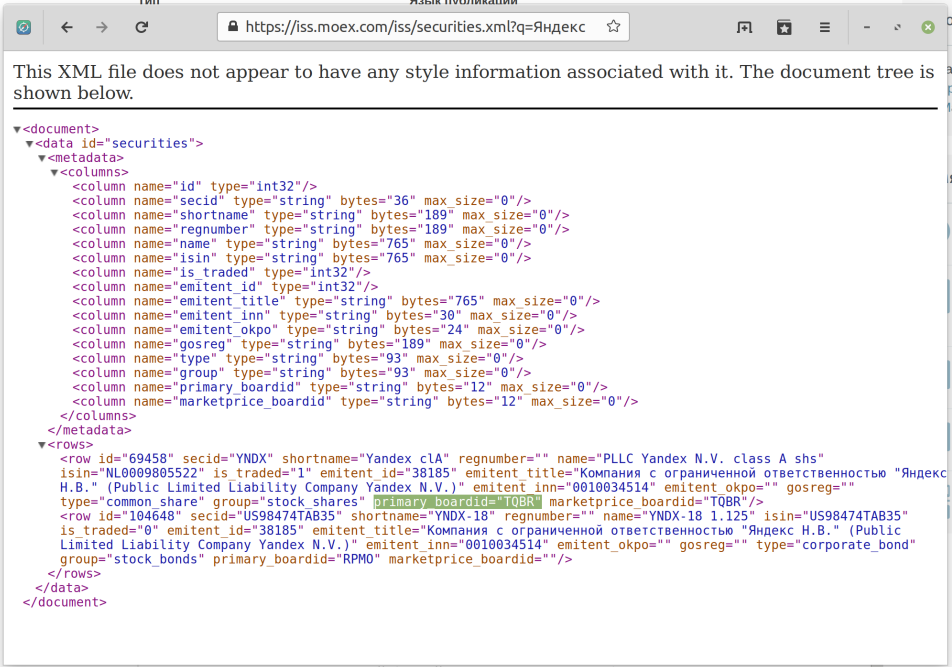 Тип
Язык публикации
https://iss.moex.com/iss/securities.xml?q=Яндекс
This XML file does not appear to have any style information associated with it. The document tree is
shown below.
▼<document>
▼<data id="securities">
▼<metadata>
▼<columns>
<column name="id" type="int32"/>
<column name="secid" type="string" bytes="36" max_size="0"/>
<column name="shortname" type="string" bytes="189" max_size="0"/>
<column name="regnumber" type="string" bytes="189" max_size="0"/>
<column name="name" type="string" bytes="765" max_size="0"/>
<column name="isin" type="string" bytes="765" max_size="0"/>
<column name="is_traded" type="int32"/>
<column name="emitent_id" type="int32"/>
<column name="emitent_title" type="string" bytes="765" max_size="0"/>
<column name="emitent_inn" type="string" bytes="30" max_size="0"/>
<column name="emitent_okpo" type="string" bytes="24" max_size="0"/>
<column name="gosreg" type="string" bytes="189" max_size="0"/>
<column name="type" type="string" bytes="93" max_size="0"/>
<column name="group" type="string" bytes="93" max_size="0"/>
<column name="primary_boardid" type="string" bytes="12" max_size="0"/>
<column name="marketprice_boardid" type="string" bytes="12" max_size="0"/>
</columns>
</metadata>
▼<rows>
<row id="69458" secid="YNDX" shortname="Yandex clA" regnumber="" name="PLLC Yandex N.V. class A shs"
isin="NL0009805522" is_traded="1" emitent_id="38185" emitent_title="Компания с ограниченной ответственностью "Яндекс
Н.В." (Public Limited Liability Company Yandex N.V.)" emitent_inn="0010034514" emitent_okpo="" gosreg=""
type="common_share" group="stock_shares" primary_boardid="TQBR" marketprice_boardid="TQBR"/>
<row id="104648" secid="US98474TAB35" shortname="YNDX-18" regnumber="" name="YNDX-18 1.125" isin="US98474TAB35"
is_traded="0" emitent_id="38185" emitent_title="Компания с ограниченной ответственностью "Яндекс Н.В." (Public
Limited Liability Company Yandex N.V.)" emitent_inn="0010034514" emitent_okpo="" gosreg="" type="corporate_bond"
group="stock_bonds" primary_boardid="RPMO" marketprice_boardid=""/>
</rows>
</data>
</document>